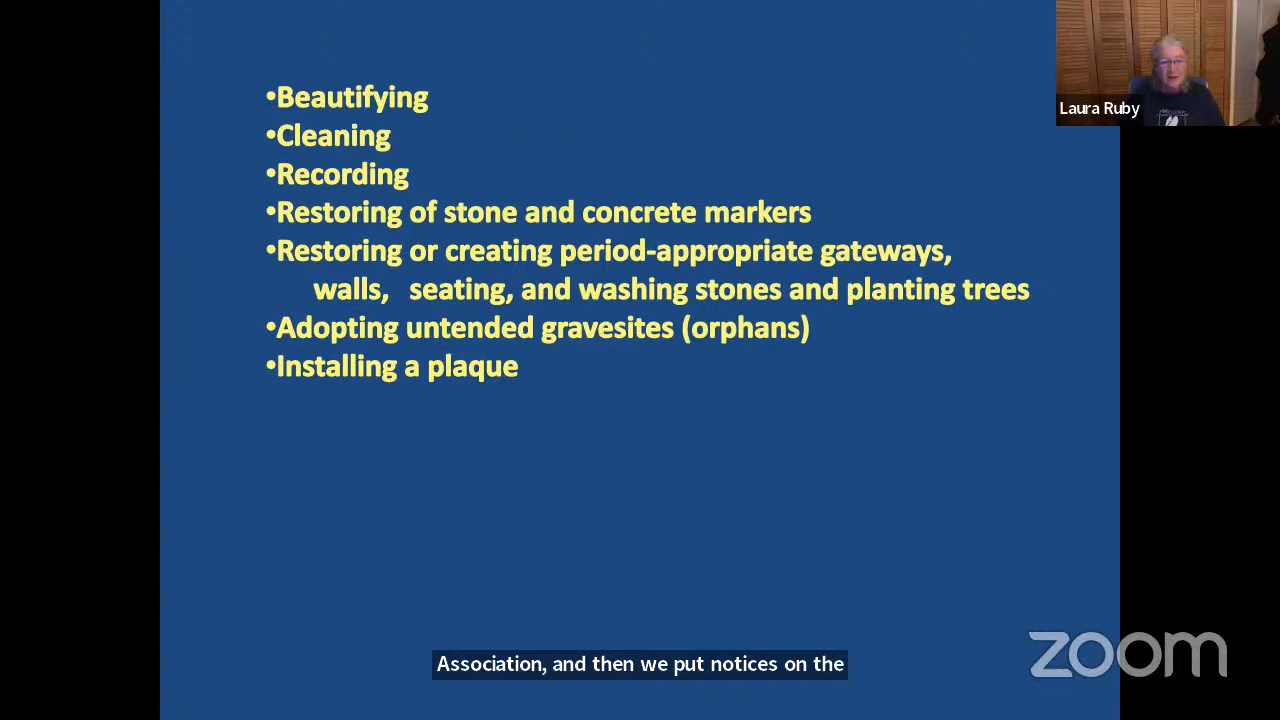 •Beautifying
•Cleaning
•Recording
•Restoring of stone and concrete markers
•Restoring or creating period-appropriate gateways,
walls, seating, and washing stones and planting trees
•Adopting untended gravesites (orphans)
•Installing a plaque
Laura Ruby
Association, and then we put notices on the
zoom